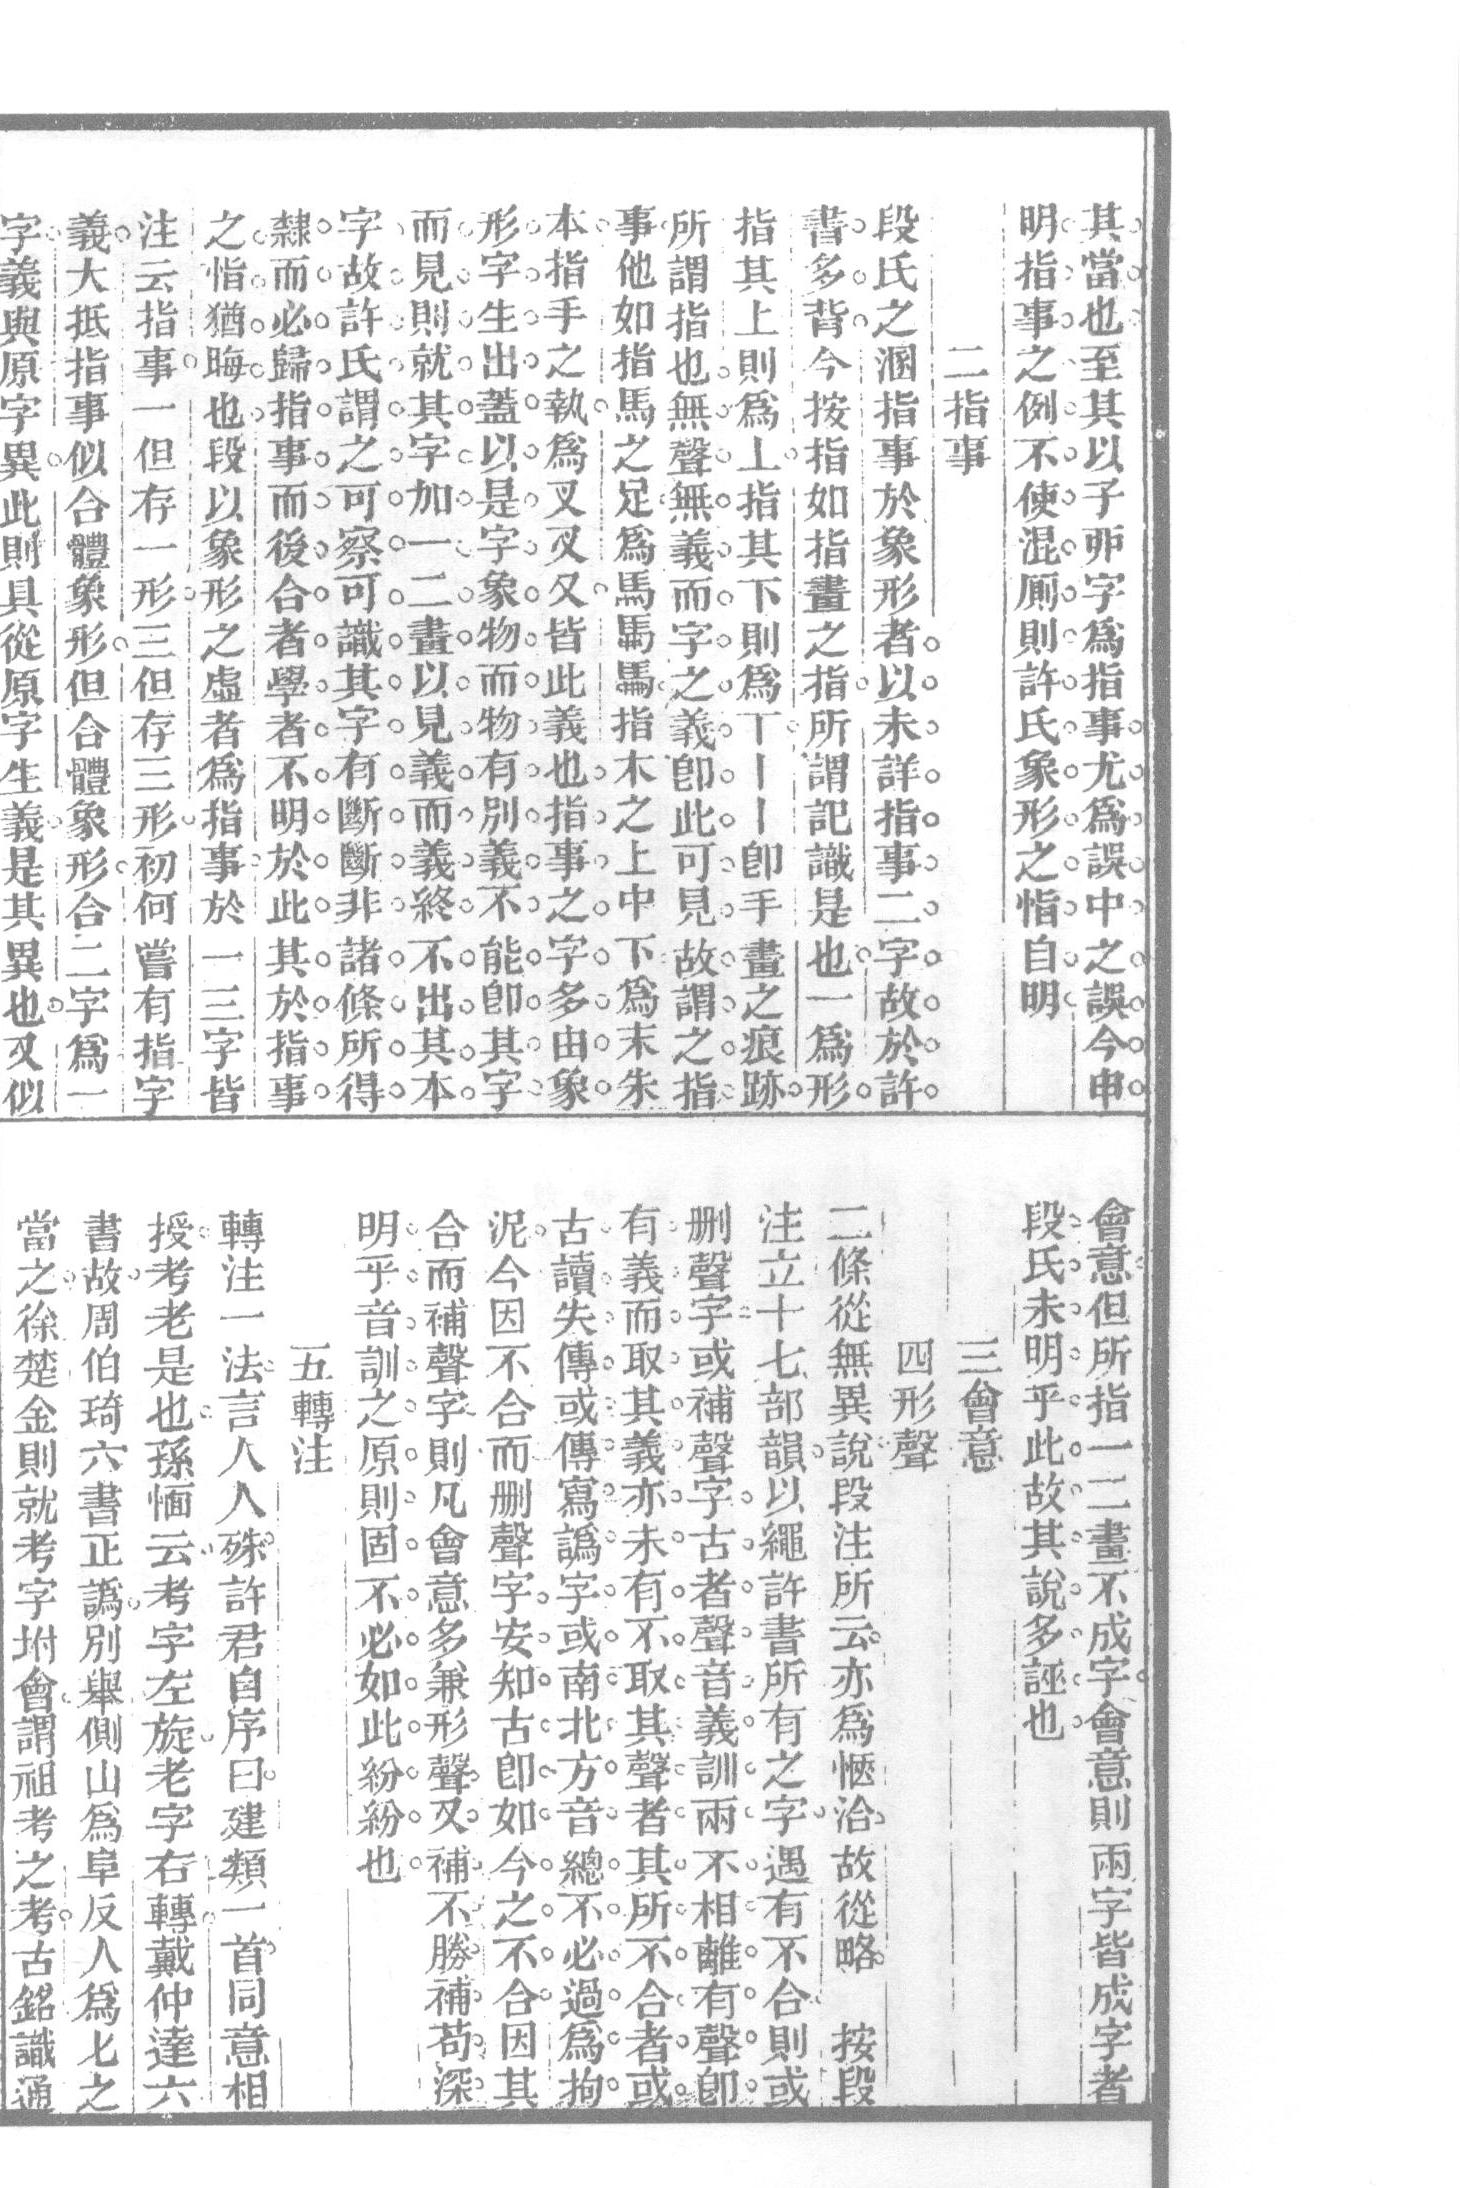 其當也至其以子丣字爲指事尤爲誤中之誤今申
明指事之例不使混厠則許氏象形之恉自明
二指事
段氏之溷指事於象形者以未詳指事二字故於許
書多背今按指如指畫之指所謂記識是也一爲形
指其上則爲丄指其下則爲丅丨丨卽手畫之痕跡
所謂指也無聲無義而字之義卽此可見故謂之指
事他如指馬之足爲馬馬馬指木之上中下爲末朱
本指手之執爲叉㕚又皆此義也指事之字多由象
形字生出蓋以是字象物而物有別義不能卽其字
而見則就其字加一二畫以見義而義終不出其本
字故許氏謂之可察可識其字有斷斷非諸條所得
隸而必歸指事而後合者學者不明於此其於指事
之恉猶晦也段以象形之虛者爲指事於一三字皆
注云指事一但存一形三但存三形初何嘗有指字
義大抵指事似合體象形但合體象形合二字爲一
字義與原字異此則具從原字生義是其異也又似
會意但所指一二畫不成字會意則兩字皆成字者
段氏未明乎此故其說多誣也
三會意
四形聲
二條從無異說段注所云亦爲愜洽故從略　按段
注立十七部韻以繩許書所有之字遇有不合則或
刪聲字或補聲字古者聲音義訓兩不相離有聲卽
有義而取其義亦未有不取其聲者其所不合者或
古讀失傳或傳寫譌字或南北方音總不必過爲拘
泥今因不合而刪聲字安知古卽如今之不合因其
合而補聲字則凡會意多兼形聲又補不勝補苟深
明乎音訓之原則固不必如此紛紛也
五轉注
轉注一法言人人殊許君自序曰建類一首同意相
授考老是也孫愐云考字左旋老字右轉戴仲達六
書故周伯琦六書正譌別舉側山爲阜反人爲匕之
當之徐楚金則就考字坿會謂祖考之考古銘識通